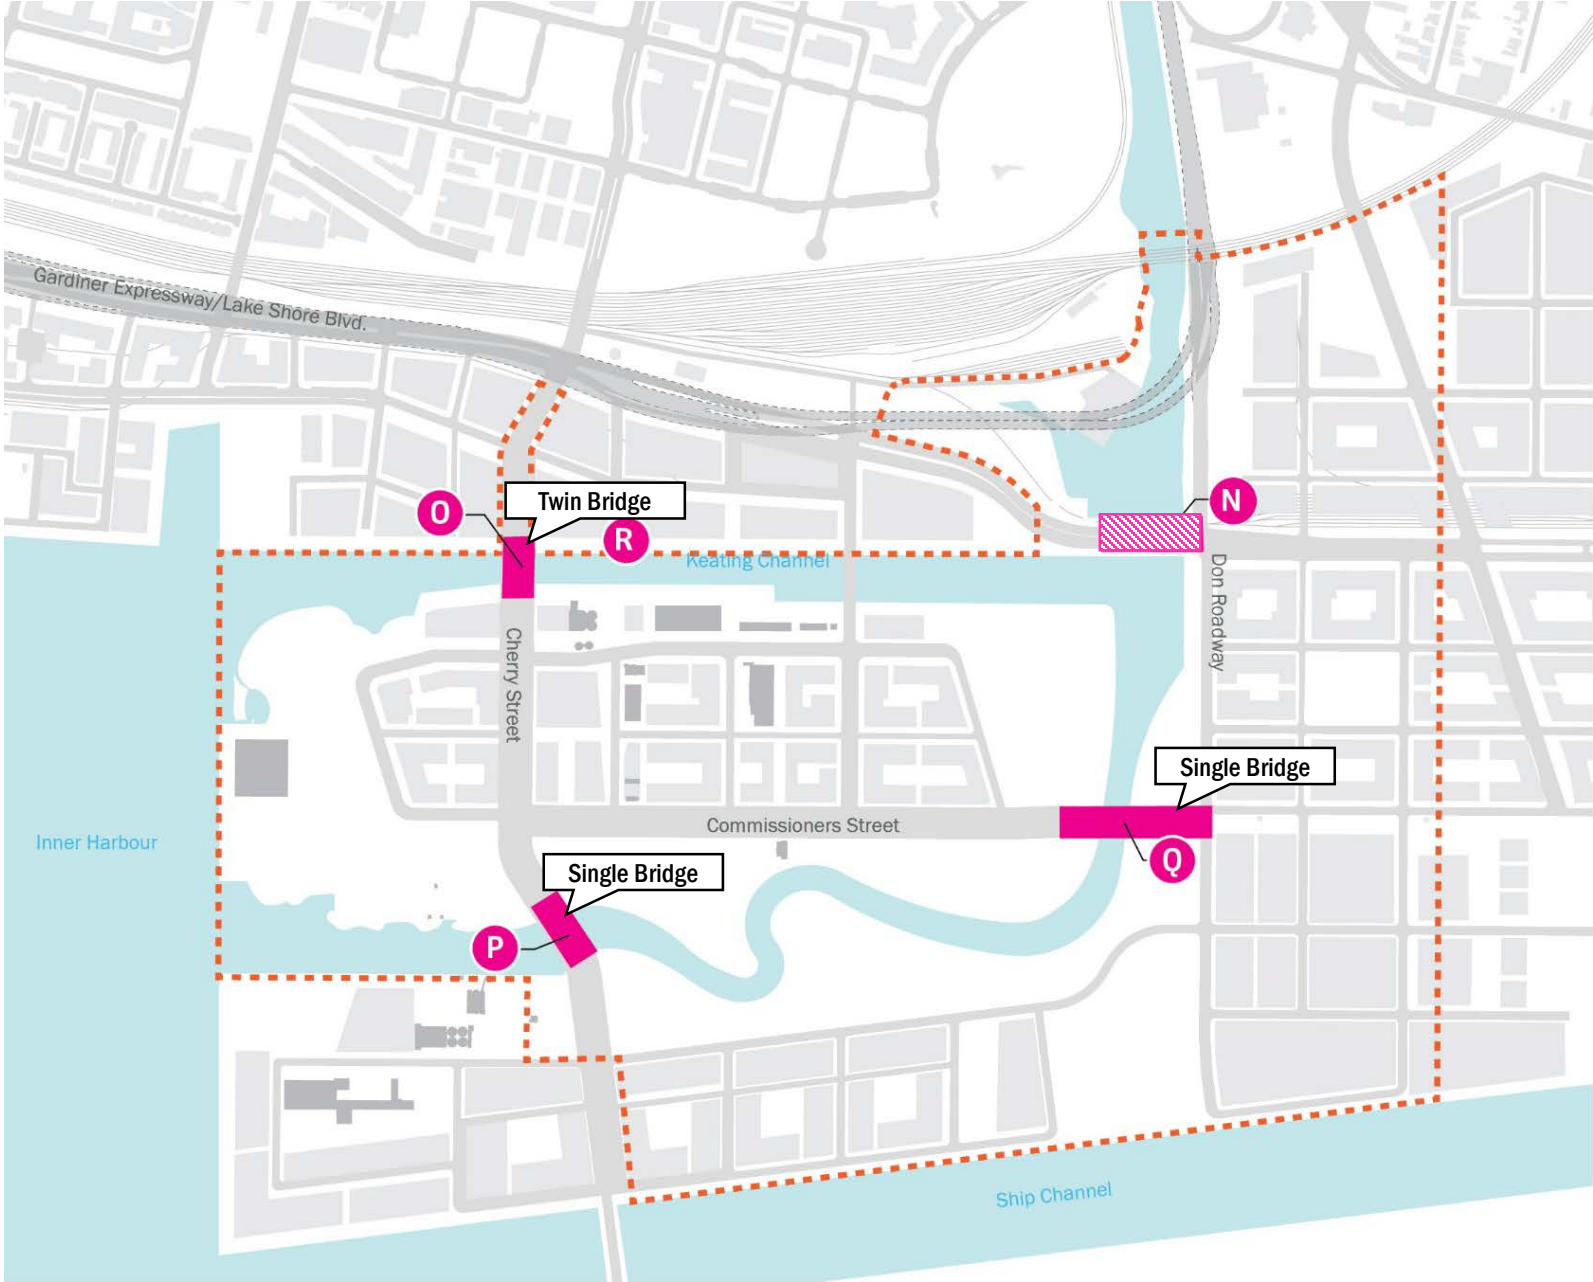 Gardiner Expressway/Lake Shore Blvd.
O
Twin Bridge
N
R
Keating Channel
Don Roadway
Cherry Street
Single Bridge
Commissioners Street
Inner Harbour
Q
Single Bridge
P
Ship Channel